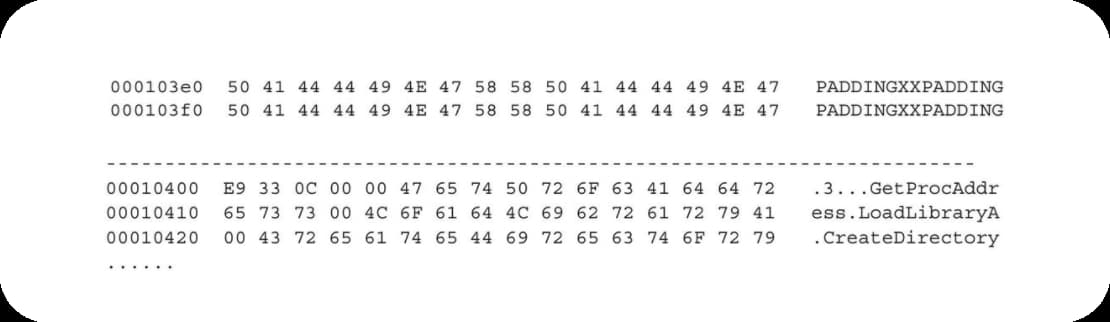 000103e0 50 41 44 44 49 4E 47 58 58 50 41 44 44 49 4E 47 PADDINGXXPADDING
000103f0 50 41 44 44 49 4E 47 58 58 50 41 44 44 49 4E 47 PADDINGXXPADDING
--------------------------------------------------------------------------
00010400 E9 33 0C 00 00 47 65 74 50 72 6F 63 41 64 64 72 .3...GetProcAddr
00010410 65 73 73 00 4C 6F 61 64 4C 69 62 72 61 72 79 41 ess.LoadLibraryA
00010420 00 43 72 65 61 74 65 44 69 72 65 63 74 6F 72 79 .CreateDirectory
......